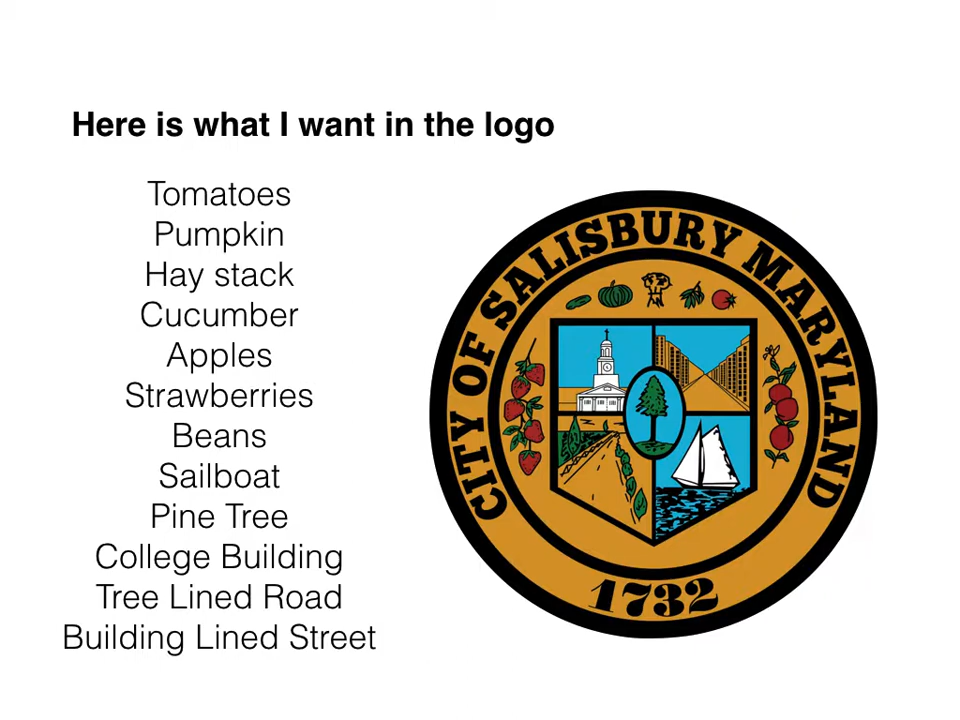 Here is what I want in the logo
Tomatoes
Pumpkin
Hay stack
Cucumber
Apples
Strawberries
Beans
Sailboat
Pine Tree
College Building
Tree Lined Road
Building Lined Street
CITY OF SALISBURY MARYLAND
1732